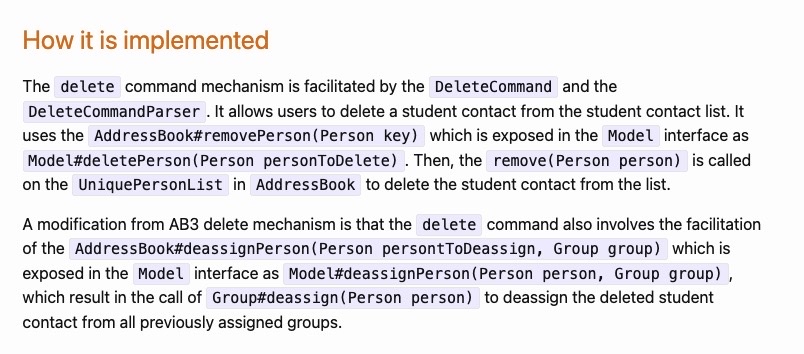 How it is implemented
The delete command mechanism is facilitated by the DeleteCommand and the
DeleteCommandParser. It allows users to delete a student contact from the student contact list. It
uses the AddressBook#removePerson(Person key) which is exposed in the Model interface as
Model#deletePerson(Person personToDelete). Then, the remove(Person person) is called
on the UniquePersonList in AddressBook to delete the student contact from the list.
A modification from AB3 delete mechanism is that the delete command also involves the facilitation
of the AddressBook#deassignPerson(Person persontToDeassign, Group group) which is
exposed in the Model interface as Model#deassignPerson(Person person, Group group),
which result in the call of Group#deassign(Person person) to deassign the deleted student
contact from all previously assigned groups.